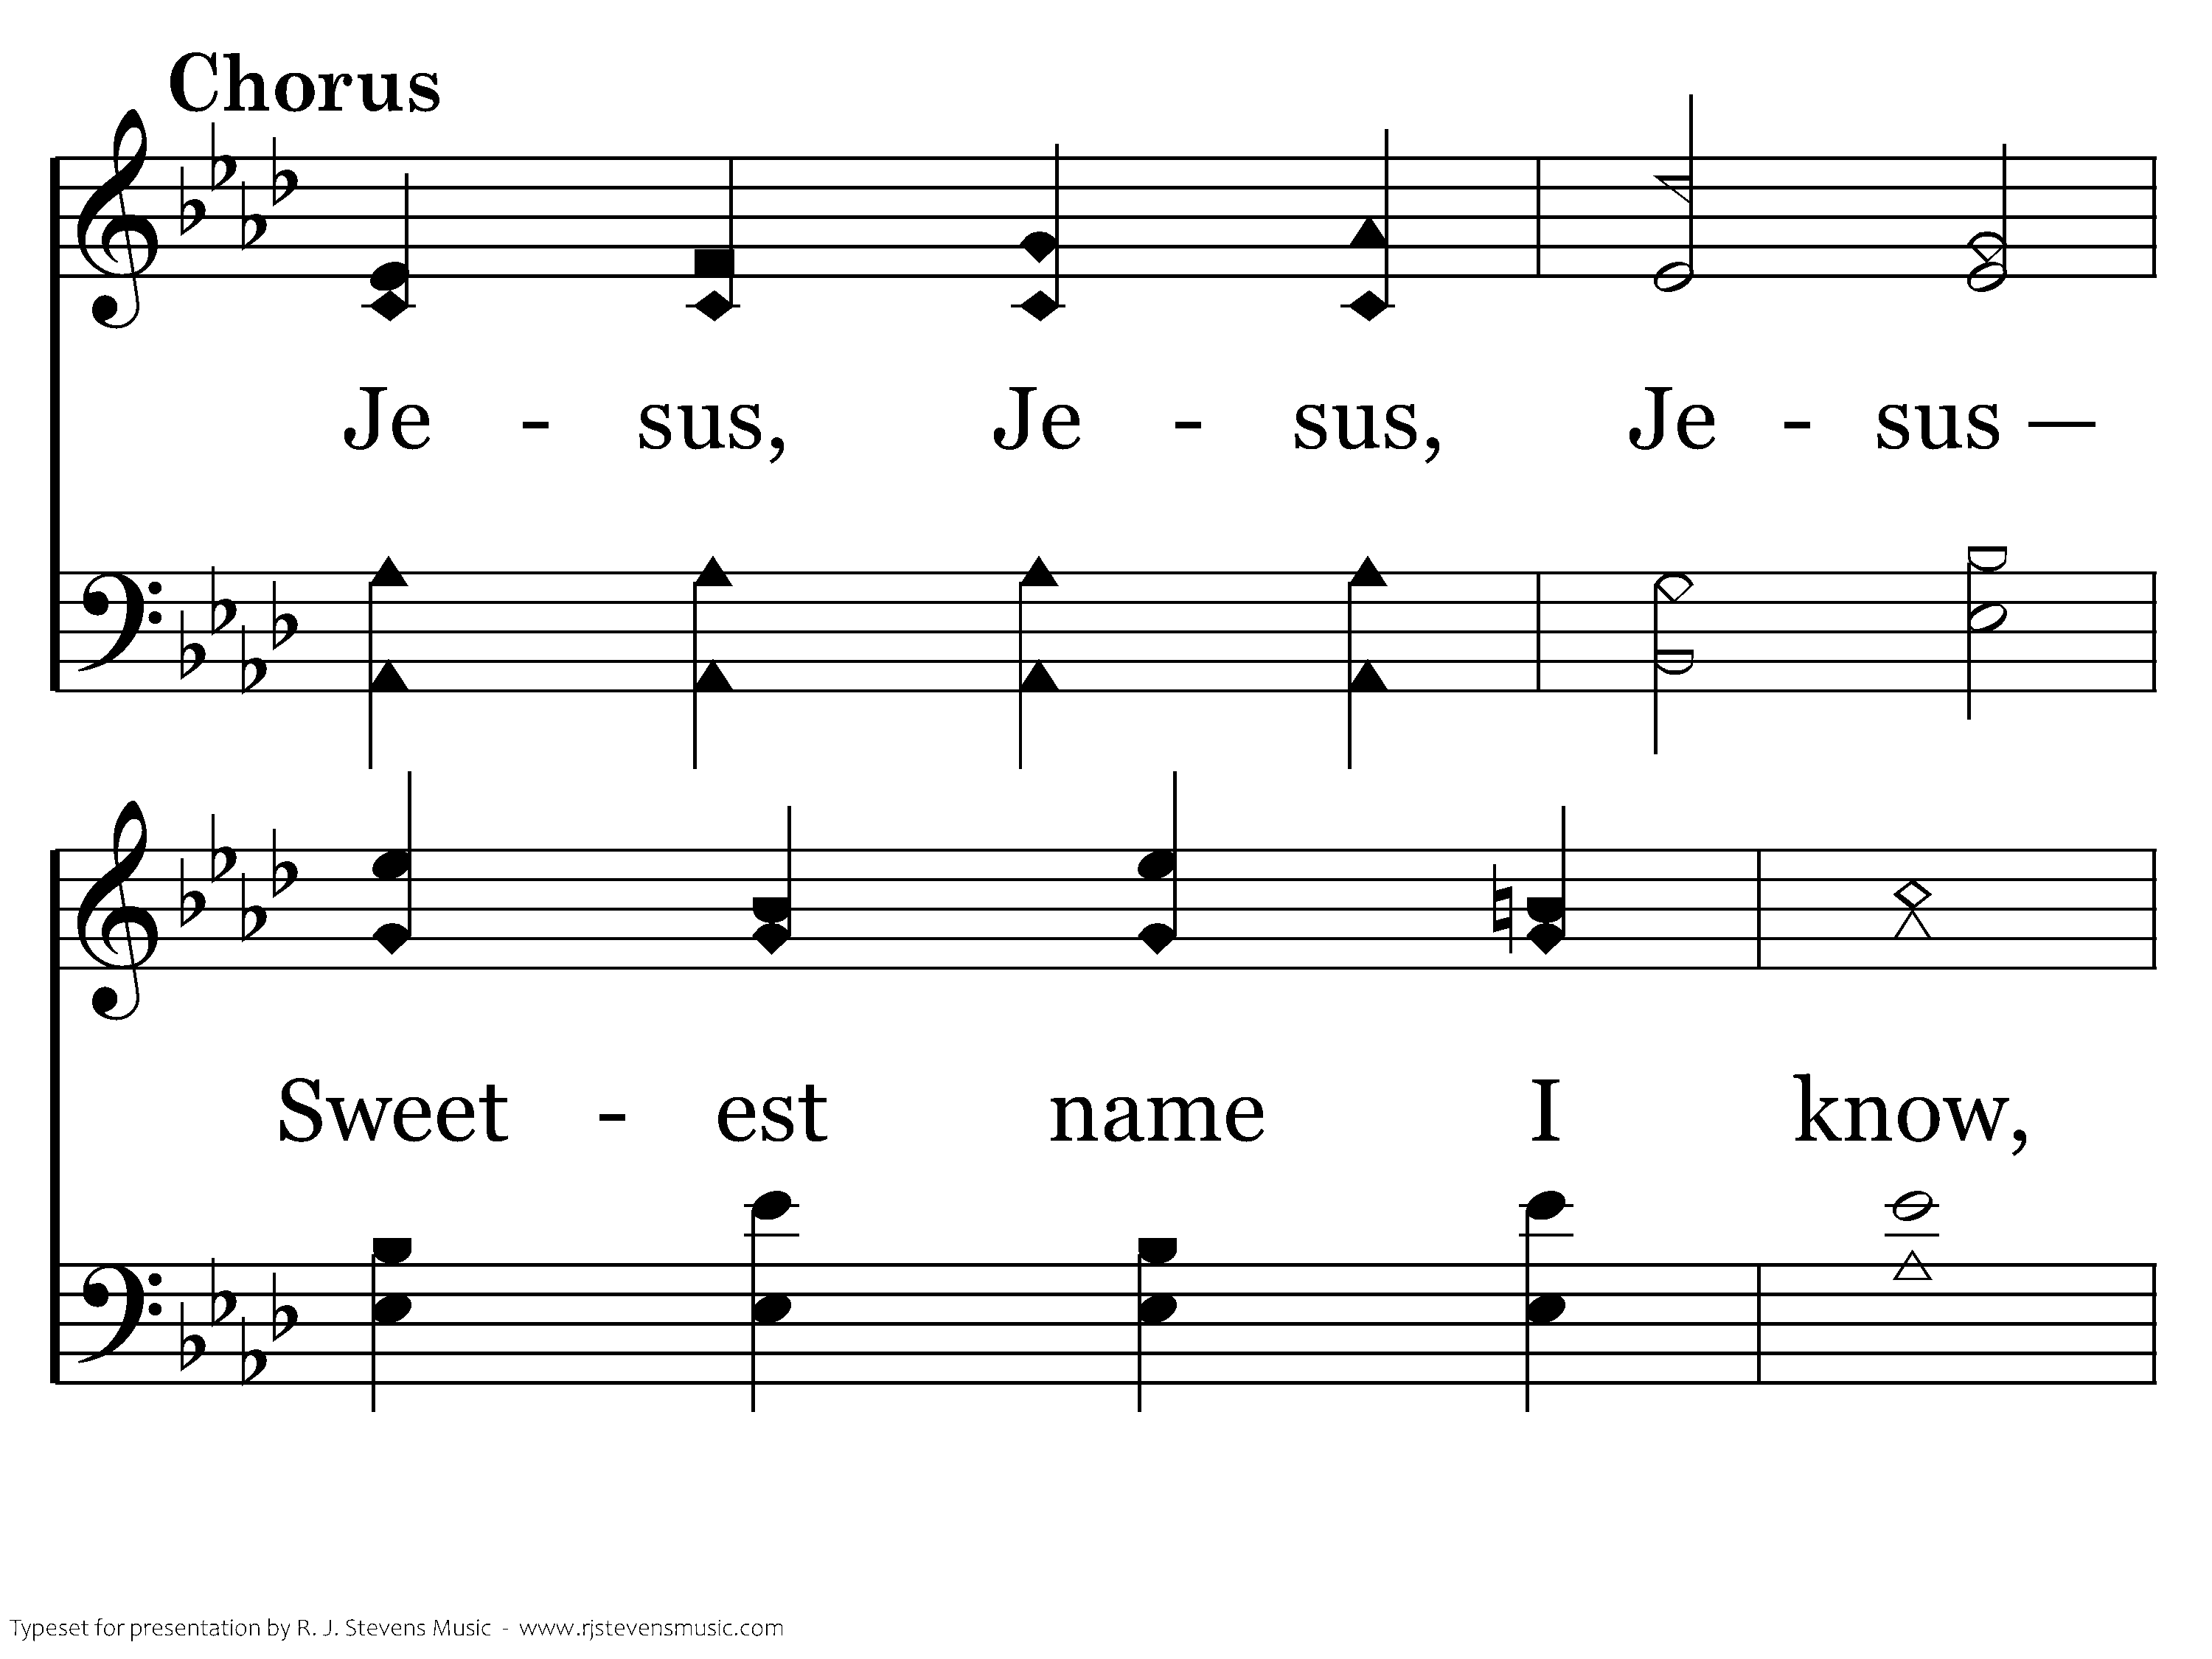 Chorus
Je - sus, Je - sus, Je - sus —
Sweet - est name I know,
Typeset for presentation by R. J. Stevens Music - www.rjstevensmusic.com